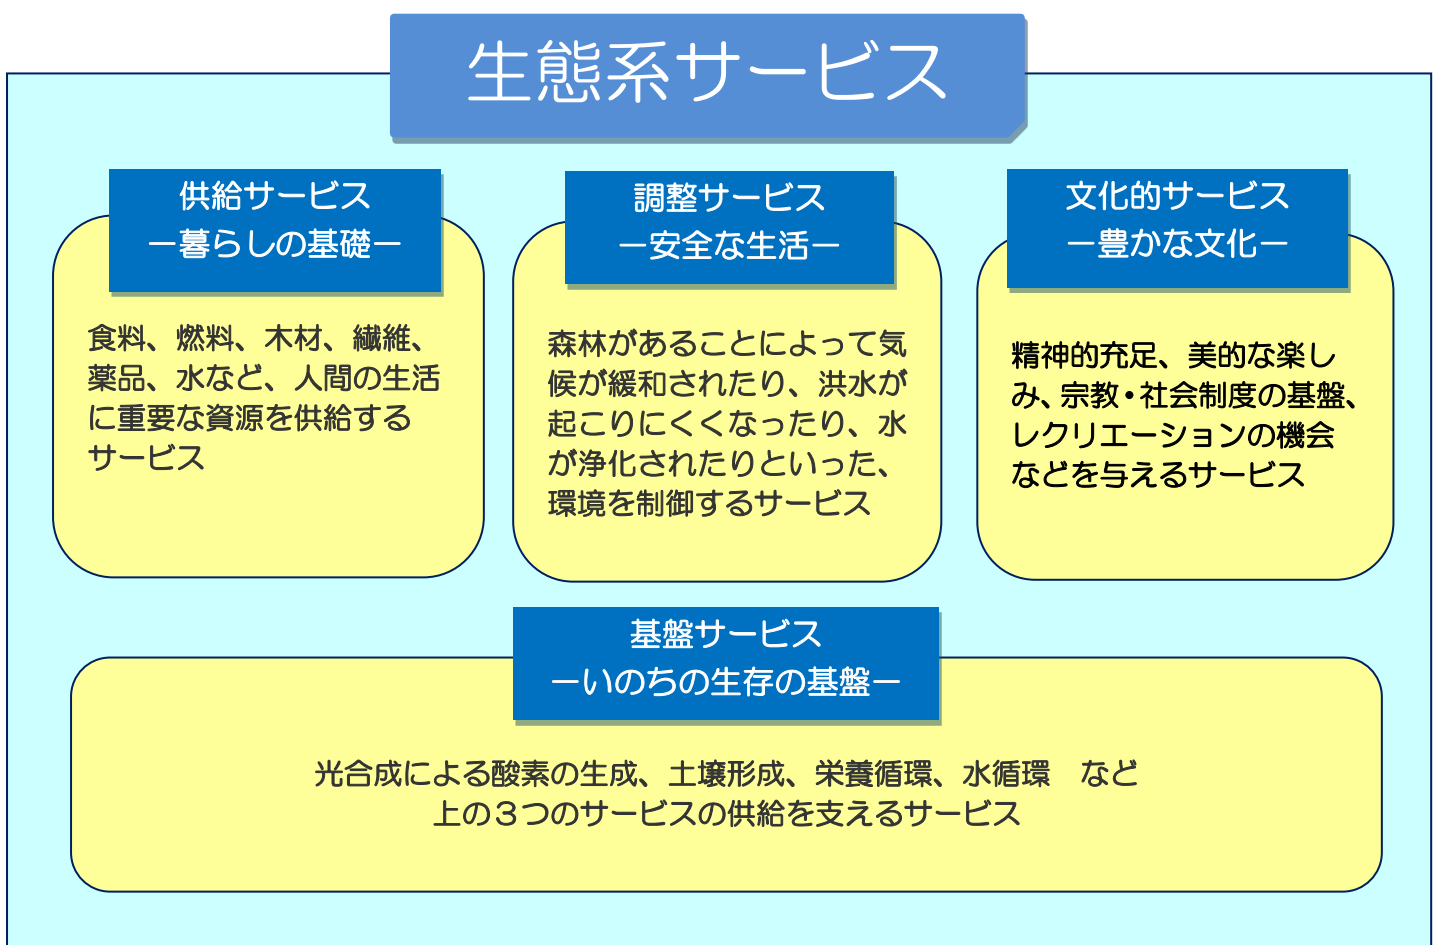 生態系サービス
供給サービス
－暮らしの基礎－
食料、燃料、木材、繊維、
薬品、水など、人間の生活
に重要な資源を供給する
サービス
調整サービス
－安全な生活－
森林があることによって気
候が緩和されたり、洪水が
起こりにくくなったり、水
が浄化されたりといった、
環境を制御するサービス
文化的サービス
－豊かな文化－
精神的充足、美的な楽し
み、宗教・社会制度の基盤、
レクリエーションの機会
などを与えるサービス
基盤サービス
－いのちの生存の基盤－
光合成による酸素の生成、土壌形成、栄養循環、水循環　など
上の３つのサービスの供給を支えるサービス